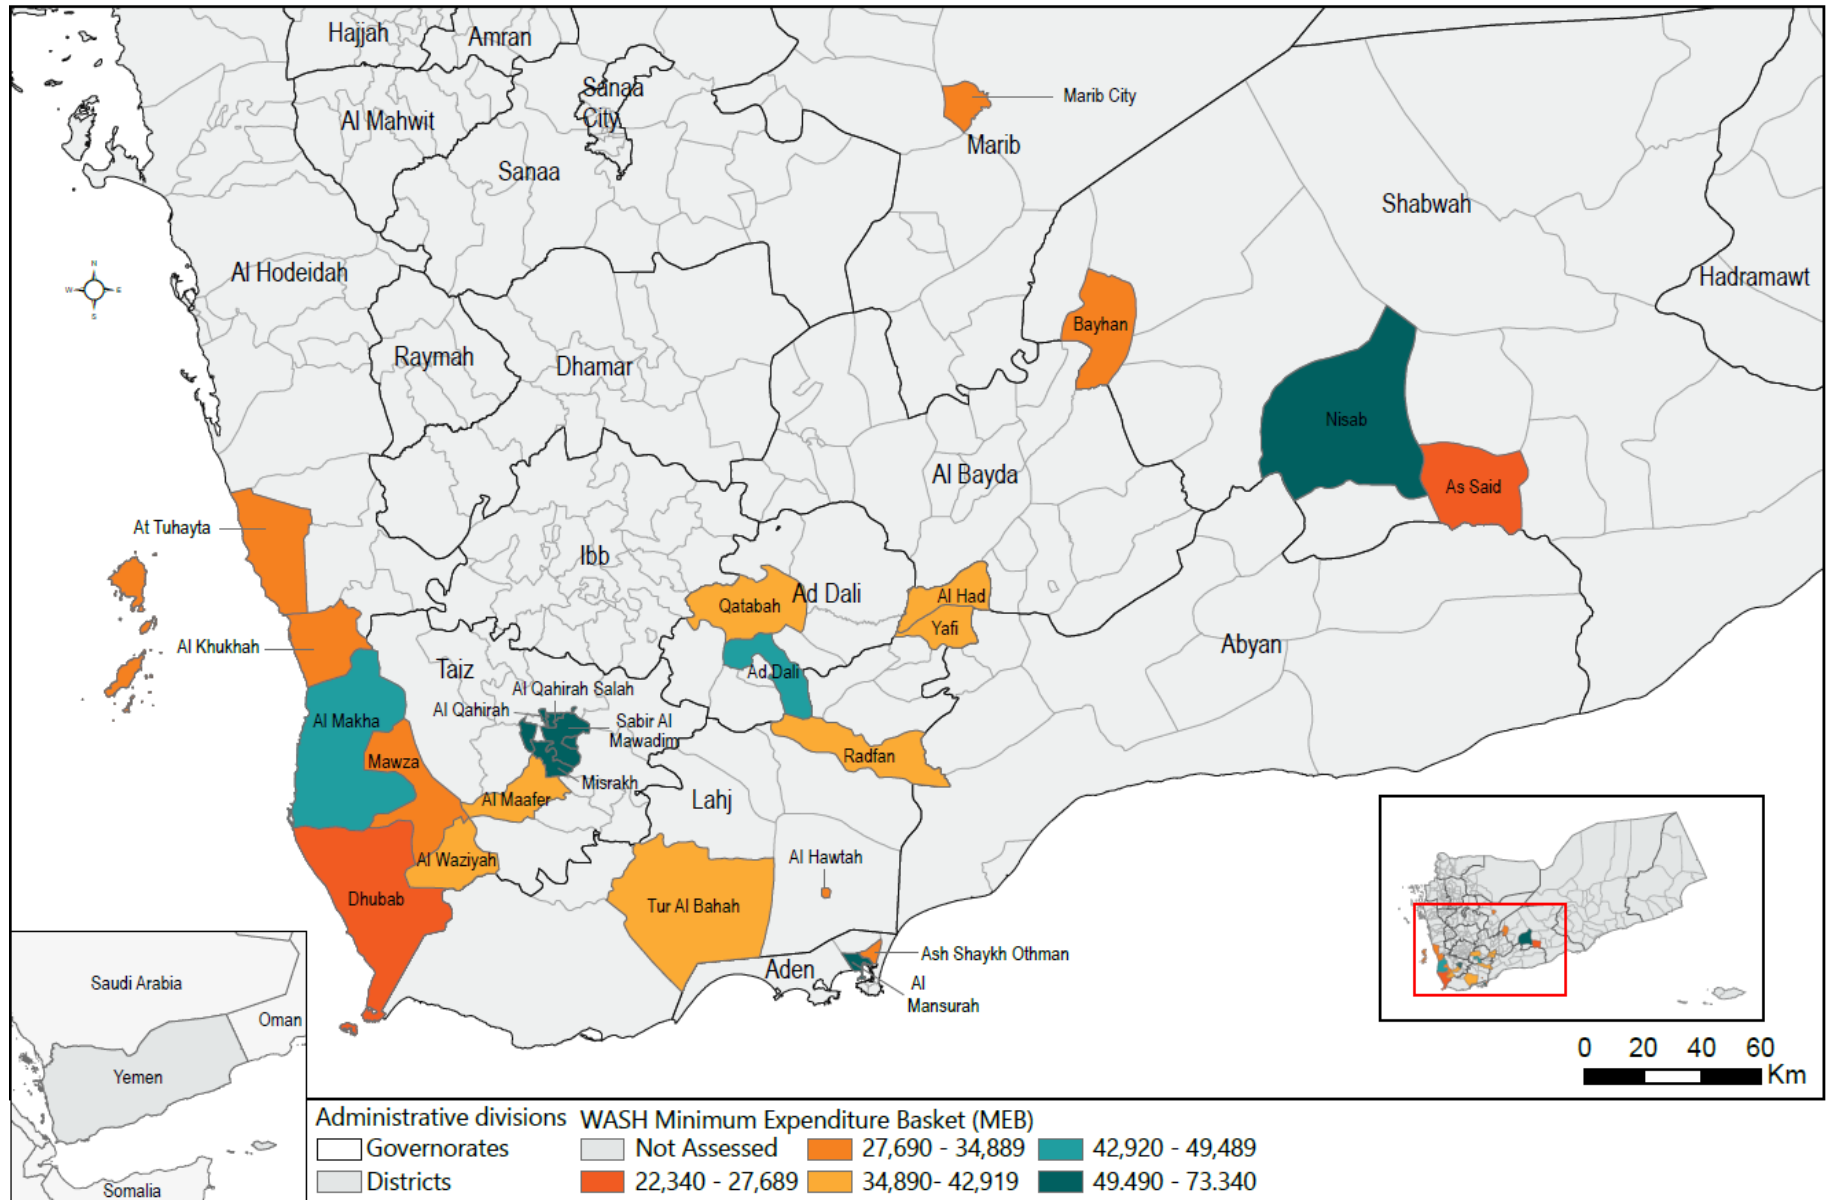 Hajjah
Amran
Sanaa
City
Al Mahwit
Marib City
Marib
Sanaa
Shabwah
N
W
E
S
Al Hodeidah
Hadramawt
Bayhan
Raymah
Dhamar
Nisab
Al Bayda
As Said
At Tuhayta
Ibb
Ad Dali
Al Had
Qatabah
Yafi
Al Khukhah
Abyan
Taiz
Ad Dali
Al Qahirah Salah
Al Qahirah
Al Makha
Sabir Al
Mawadim
Mawza
Radfan
Misrakh
Al Maafer
Lahj
Al Waziyah
Al Hawtah
Dhubab
Tur Al Bahah
Ash Shaykh Othman
Aden
Al
Mansurah
Saudi Arabia
Oman
Yemen
Somalia
0 20 40 60
Km
Administrative divisions
Governorates
Districts
WASH Minimum Expenditure Basket (MEB)
Not Assessed
22,340 - 27,689
27,690 - 34,889
34,890- 42,919
42,920 - 49,489
49.490 - 73.340